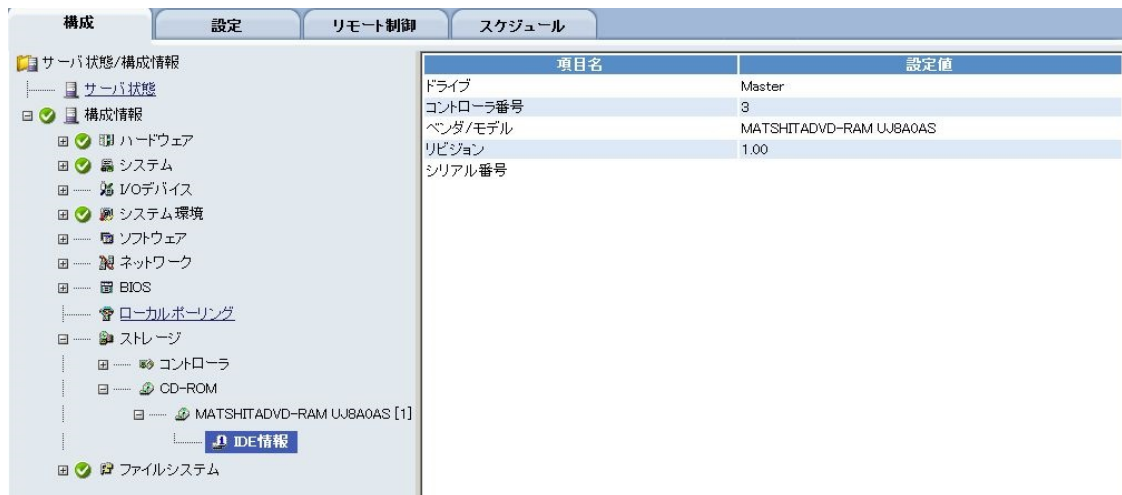 構成 設定 リモート制御 スケジュール
サーバ状態/構成情報
サーバ状態
構成情報
ハードウェア
システム
I/Oデバイス
システム環境
ソフトウェア
ネットワーク
BIOS
ローカルポーリング
ストレージ
コントローラ
CD-ROM
MATSHITADVD-RAM UJ8A0AS [1]
IDE情報
ファイルシステム
項目名 設定値
ドライブ Master
コントローラ番号 3
ベンダ/モデル MATSHITADVD-RAM UJ8A0AS
リビジョン 1.00
シリアル番号